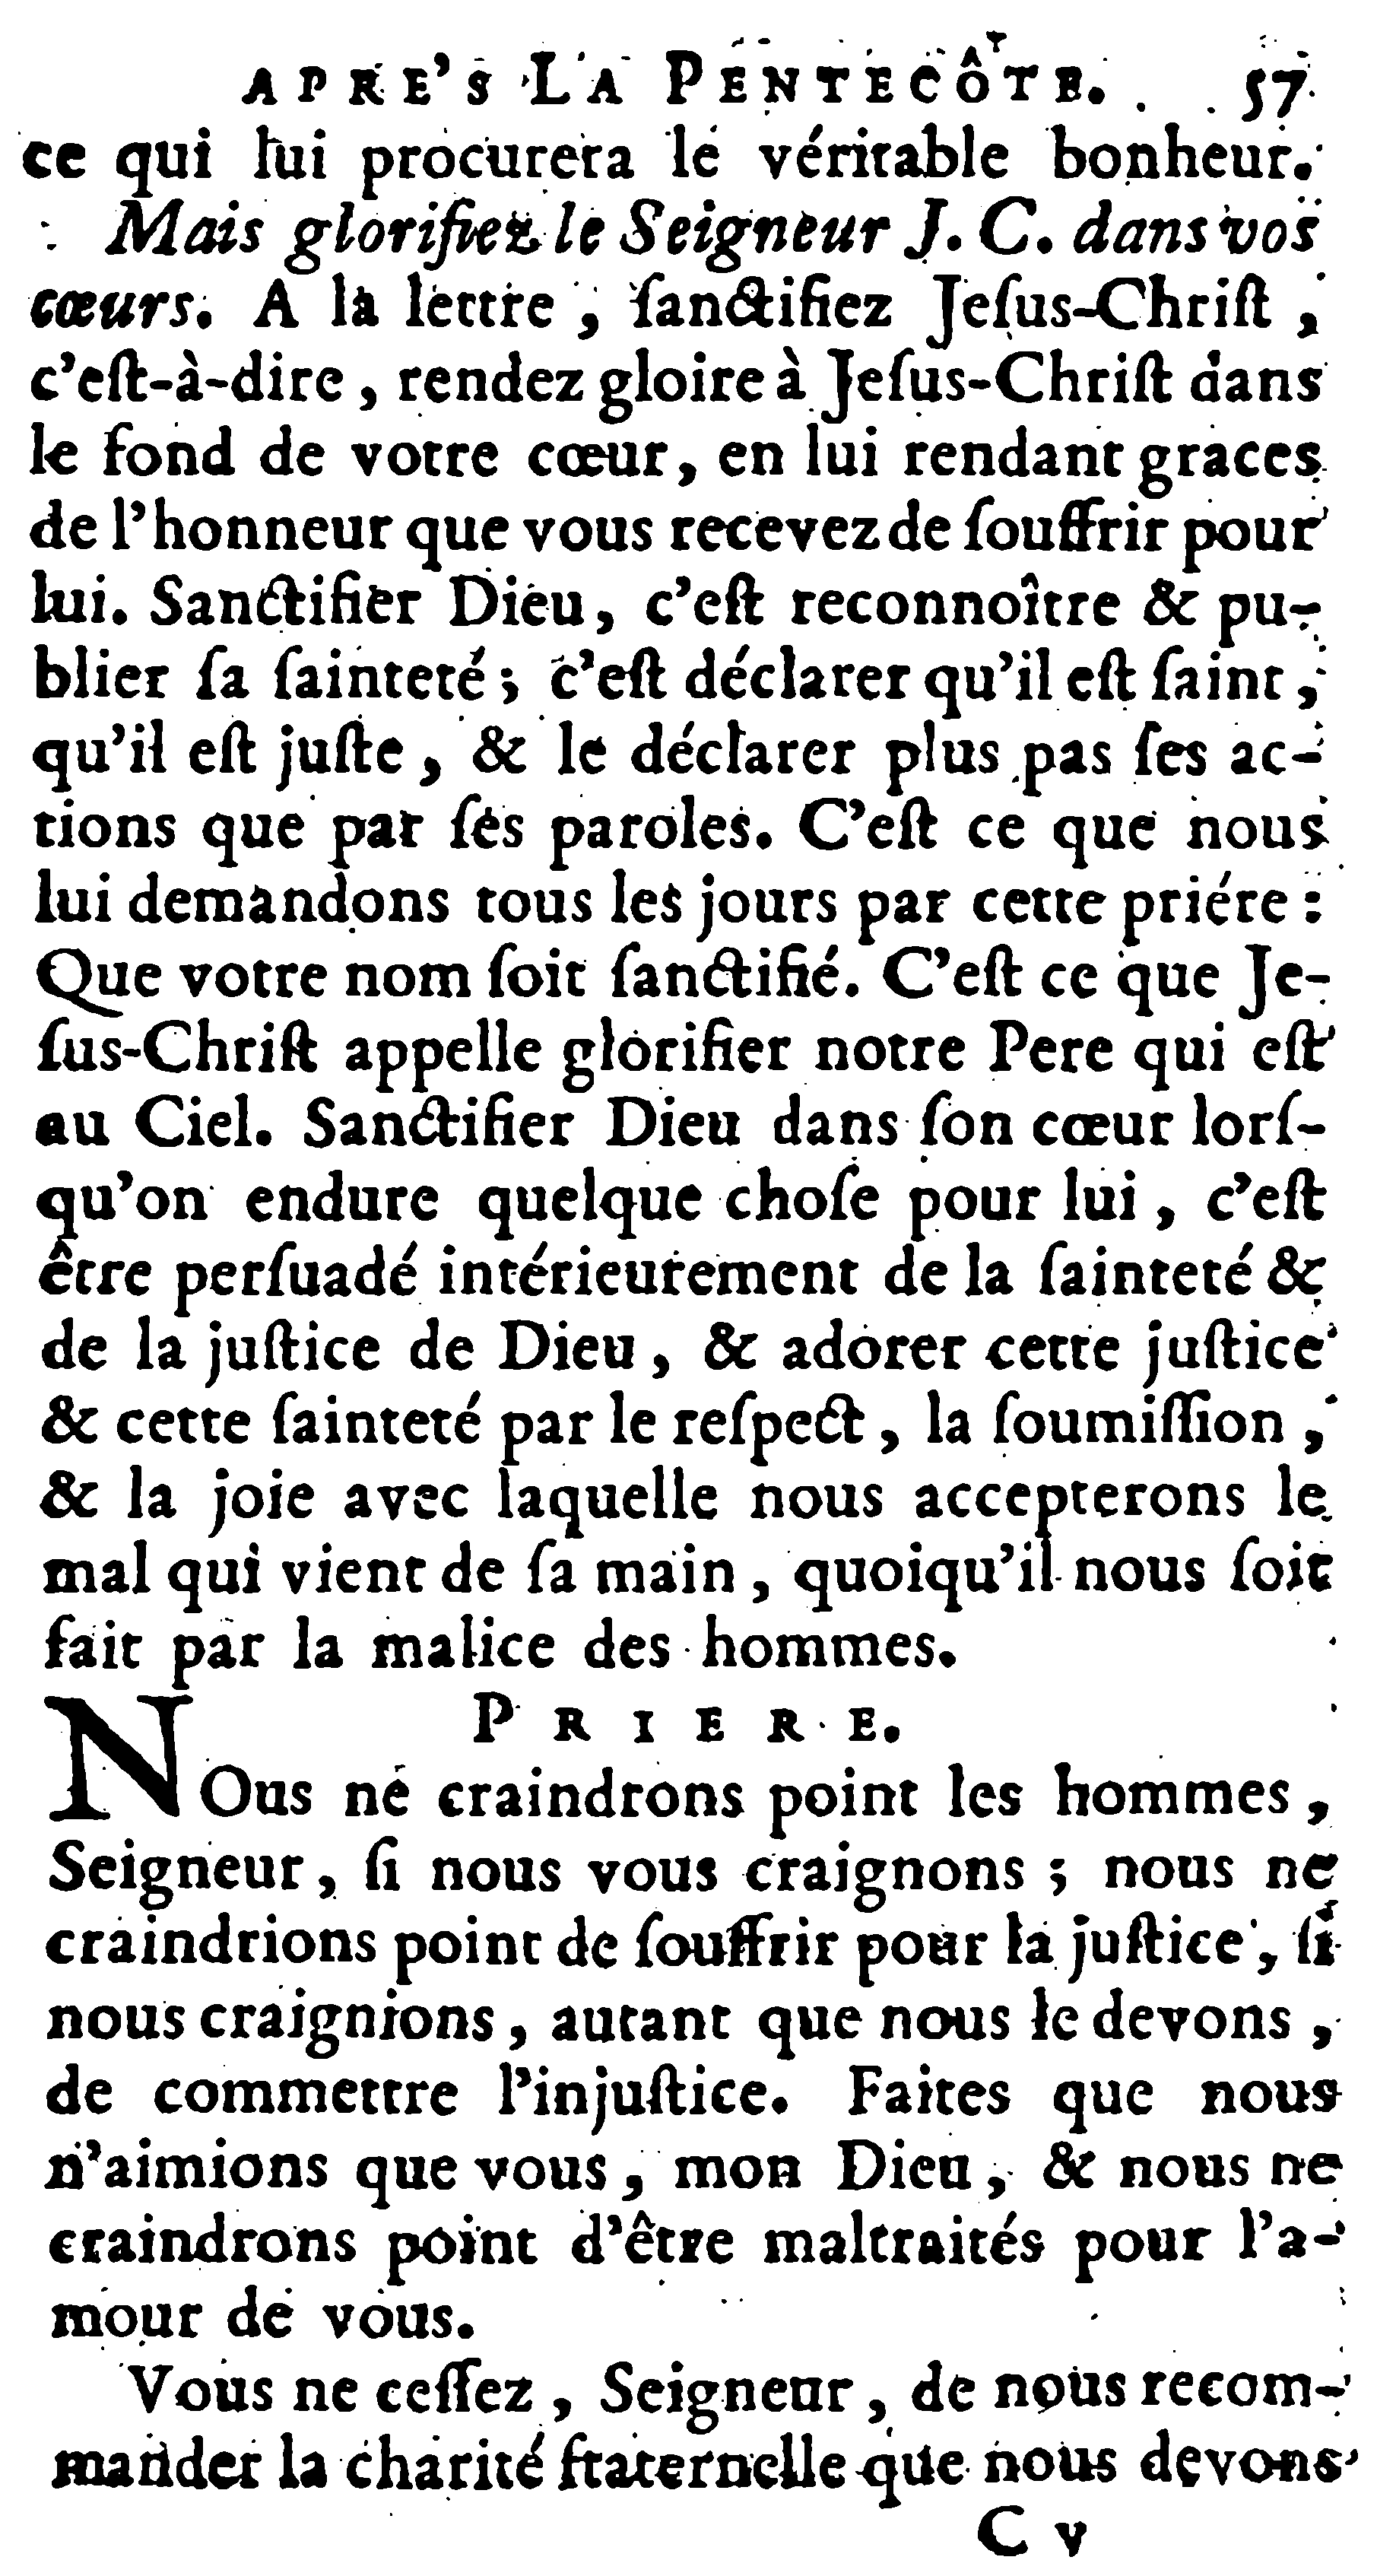 APRE'S LA PENTECÔTE. 57
ce qui lui procurera le véritable bonheur.
Mais glorifiez le Seigneur J. C. dans vos
cœurs. A la lettre, ſanctifiez Jeſus-Chriſt,
c'eſt-à-dire, rendez gloire à Jeſus-Chriſt dans
le fond de votre cœur, en lui rendant graces
de l'honneur que vous recevez de ſouffrir pour
lui. Sanctifier Dieu, c'eſt reconnoître & pu-
blier ſa ſainteté; c'eſt déclarer qu'il eſt ſaint,
qu'il eſt juſte, & le déclarer plus pas ſes ac-
tions que par ſes paroles. C'eſt ce que nous
lui demandons tous les jours par cette priére:
Que votre nom ſoit ſanctifié. C'eſt ce que Je-
ſus-Chriſt appelle glorifier notre Pere qui eſt
au Ciel. Sanctifier Dieu dans ſon cœur lorſ-
qu'on endure quelque choſe pour lui, c'eſt
être perſuadé intérieurement de la ſainteté &
de la juſtice de Dieu, & adorer cette juſtice
& cette ſainteté par le reſpect, la ſoumiſſion,
& la joie avec laquelle nous accepterons le
mal qui vient de ſa main, quoiqu'il nous ſoit
fait par la malice des hommes.
PRIERE.
NOus ne craindrons point les hommes,
Seigneur, ſi nous vous craignons; nous ne
craindrions point de ſouffrir pour la juſtice, ſi
nous craignions, autant que nous le devons,
de commettre l'injuſtice. Faites que nous
n'aimions que vous, mon Dieu, & nous ne
craindrons point d'être maltraités pour l'a-
mour de vous.
Vous ne ceſſez, Seigneur, de nous recom-
mander la charité fraternelle que nous devons
C v